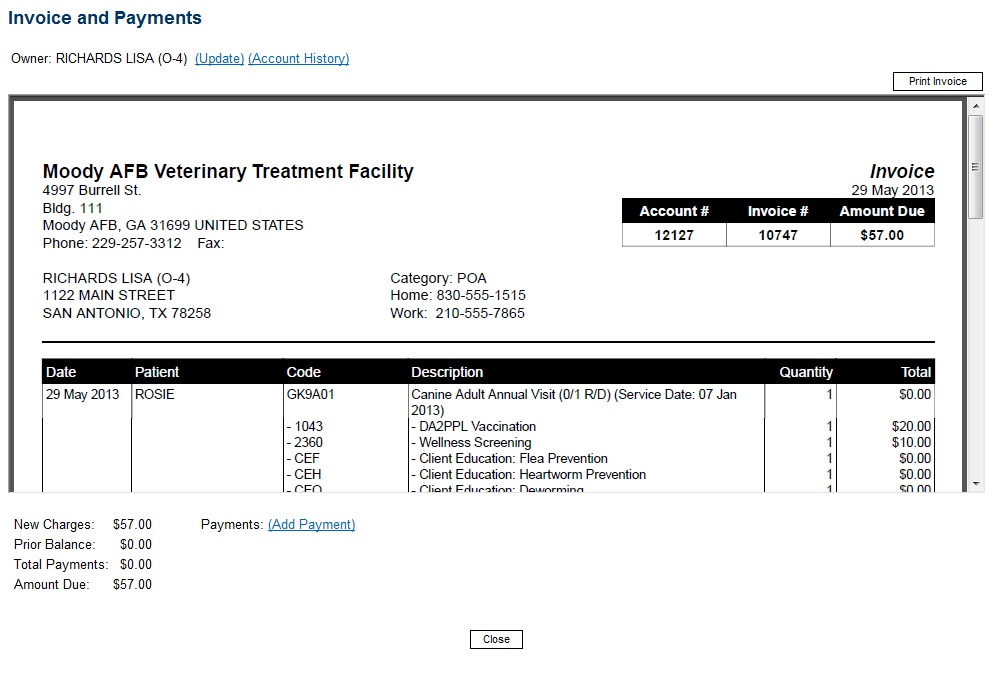 Invoice and Payments
Owner: RICHARDS LISA (O-4) (Update) (Account History)
Print Invoice
Moody AFB Veterinary Treatment Facility
Invoice
4997 Burrell St.
29 May 2013
Bldg. 111
Account # Invoice # Amount Due
Moody AFB, GA 31699 UNITED STATES
12127 10747 $57.00
Phone: 229-257-3312 Fax:
RICHARDS LISA (O-4) Category: POA
1122 MAIN STREET Home: 830-555-1515
SAN ANTONIO, TX 78258 Work: 210-555-7865
Date Patient Code Description Quantity Total
29 May 2013 ROSIE GK9A01 Canine Adult Annual Visit (0/1 R/D) (Service Date: 07 Jan 1 $0.00
2013)
- 1043 - DA2PPL Vaccination 1 $20.00
- 2360 - Wellness Screening 1 $10.00
- CEF - Client Education: Flea Prevention 1 $0.00
- CEH - Client Education: Heartworm Prevention 1 $0.00
- Client Education: Deworming 1 $0.00
New Charges: $57.00 Payments: (Add Payment)
Prior Balance: $0.00
Total Payments: $0.00
Amount Due: $57.00
Close